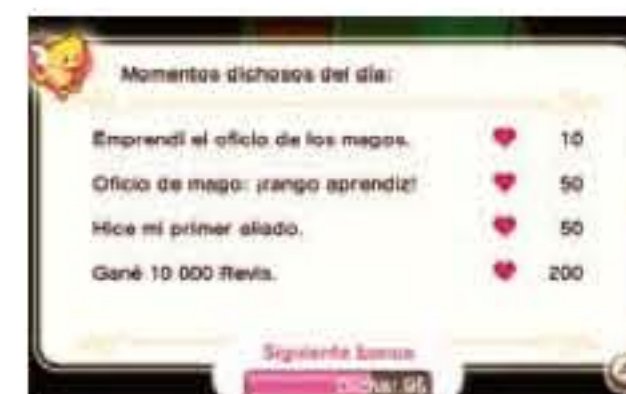 Momentos dichosos del día:
Emprendí el oficio de los magos. 10
Oficio de mago: ¡rango aprendiz! 50
Hice mi primer aliado. 50
Gané 10 000 Revis. 200
Siguiente bonus